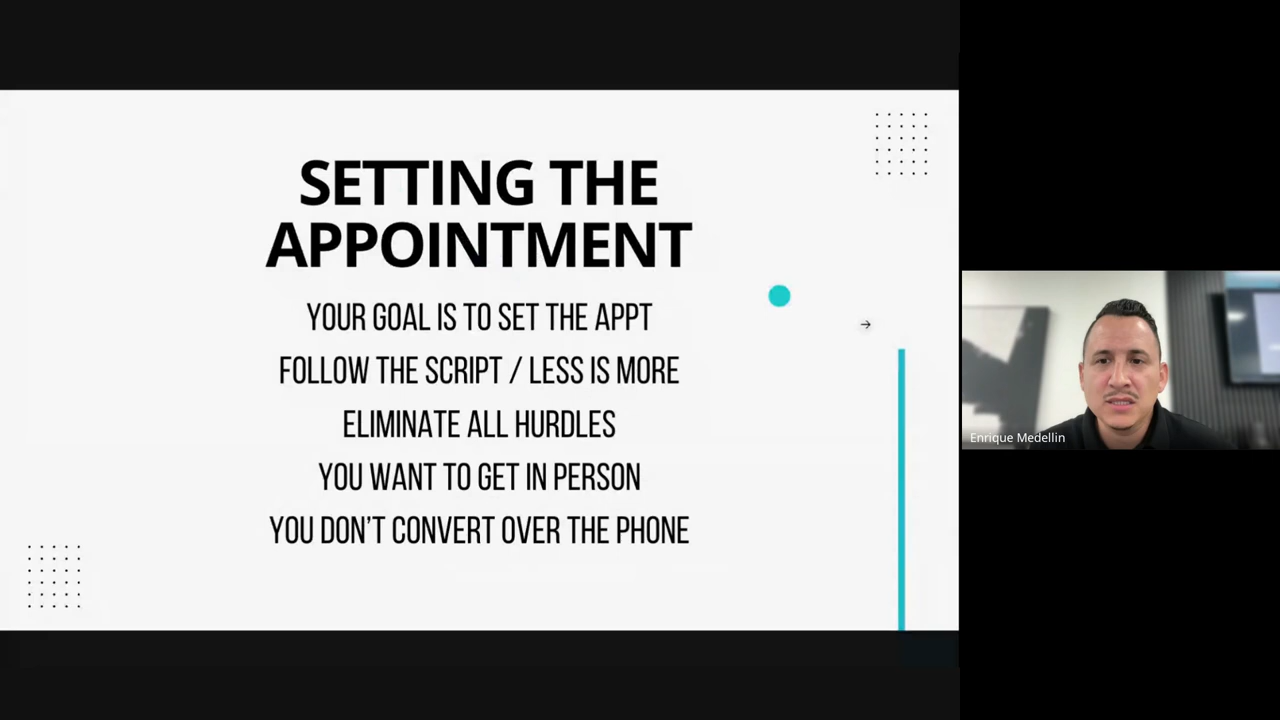 SETTING THE
APPOINTMENT
YOUR GOAL IS TO SET THE APPT
FOLLOW THE SCRIPT / LESS IS MORE
ELIMINATE ALL HURDLES
YOU WANT TO GET IN PERSON
YOU DON'T CONVERT OVER THE PHONE
Enrique Medellin